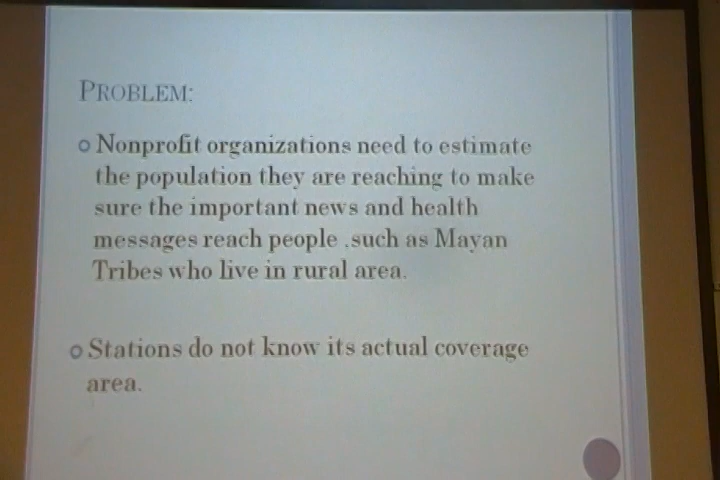 PROBLEM:
Nonprofit organizations need to estimate
the population they are reaching to make
sure the important news and health
messages reach people .such as Mayan
Tribes who live in rural area.
Stations do not know its actual coverage
area.